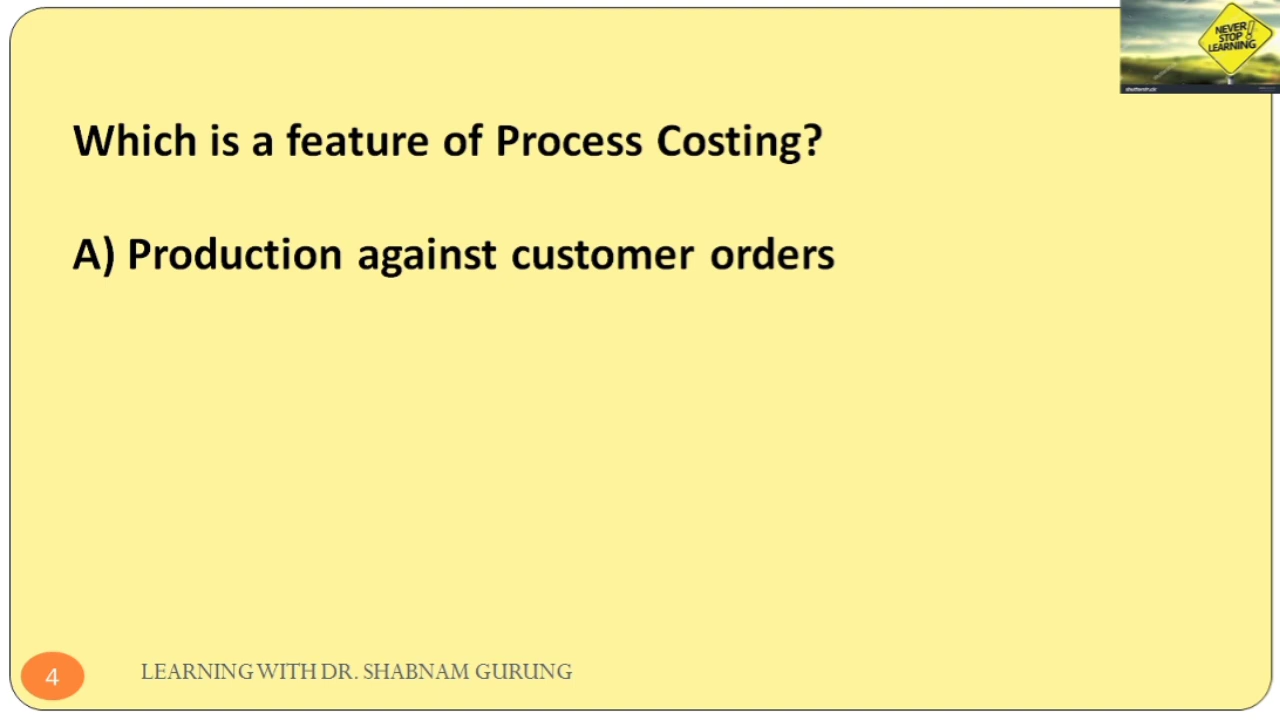 NEVER
STOP !
LEARNING
shutterstock
Which is a feature of Process Costing?
A) Production against customer orders
4
LEARNING WITH DR. SHABNAM GURUNG